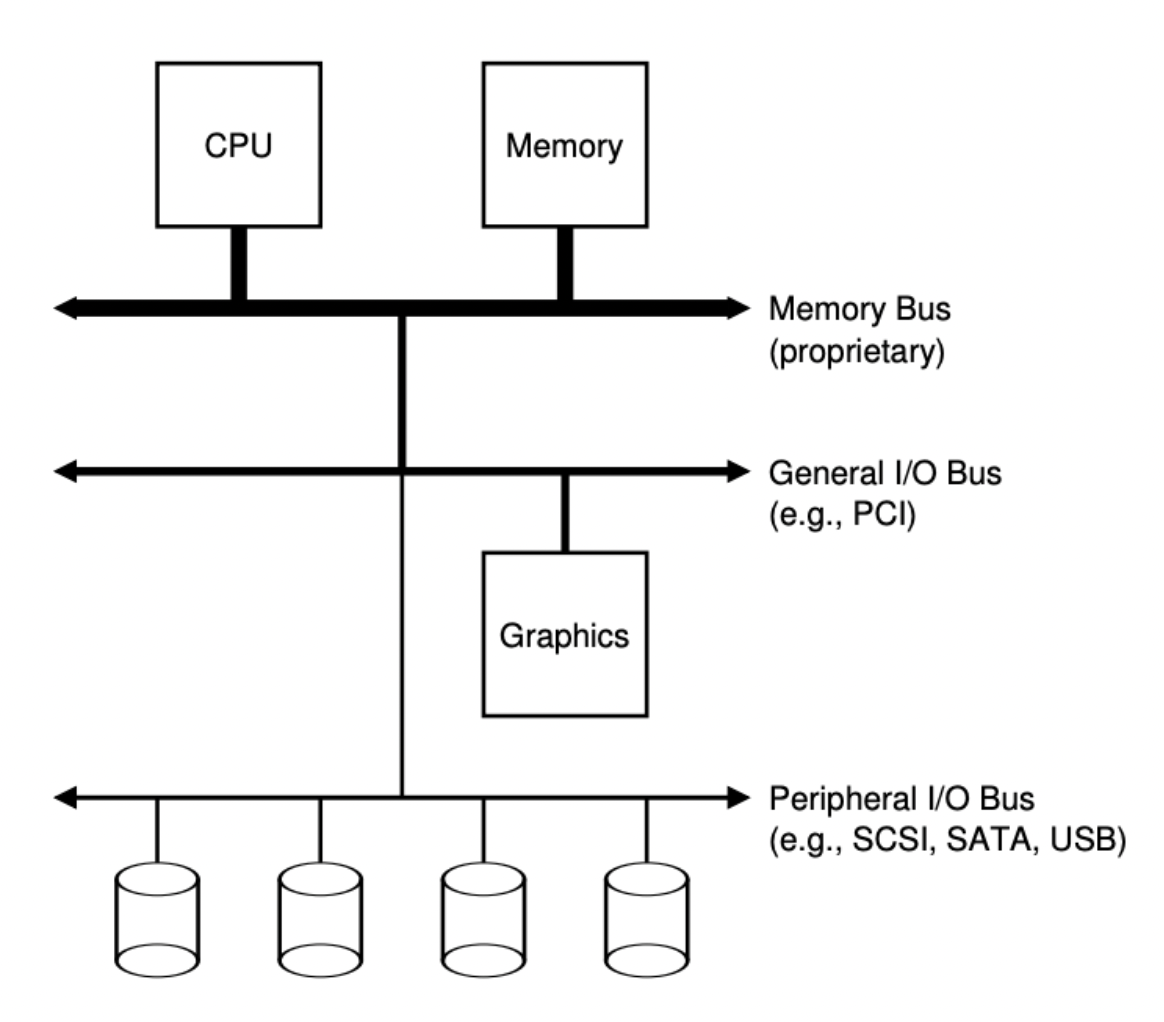 CPU
Memory
Memory Bus
(proprietary)
General I/O Bus
(e.g., PCI)
Graphics
Peripheral I/O Bus
(e.g., SCSI, SATA, USB)